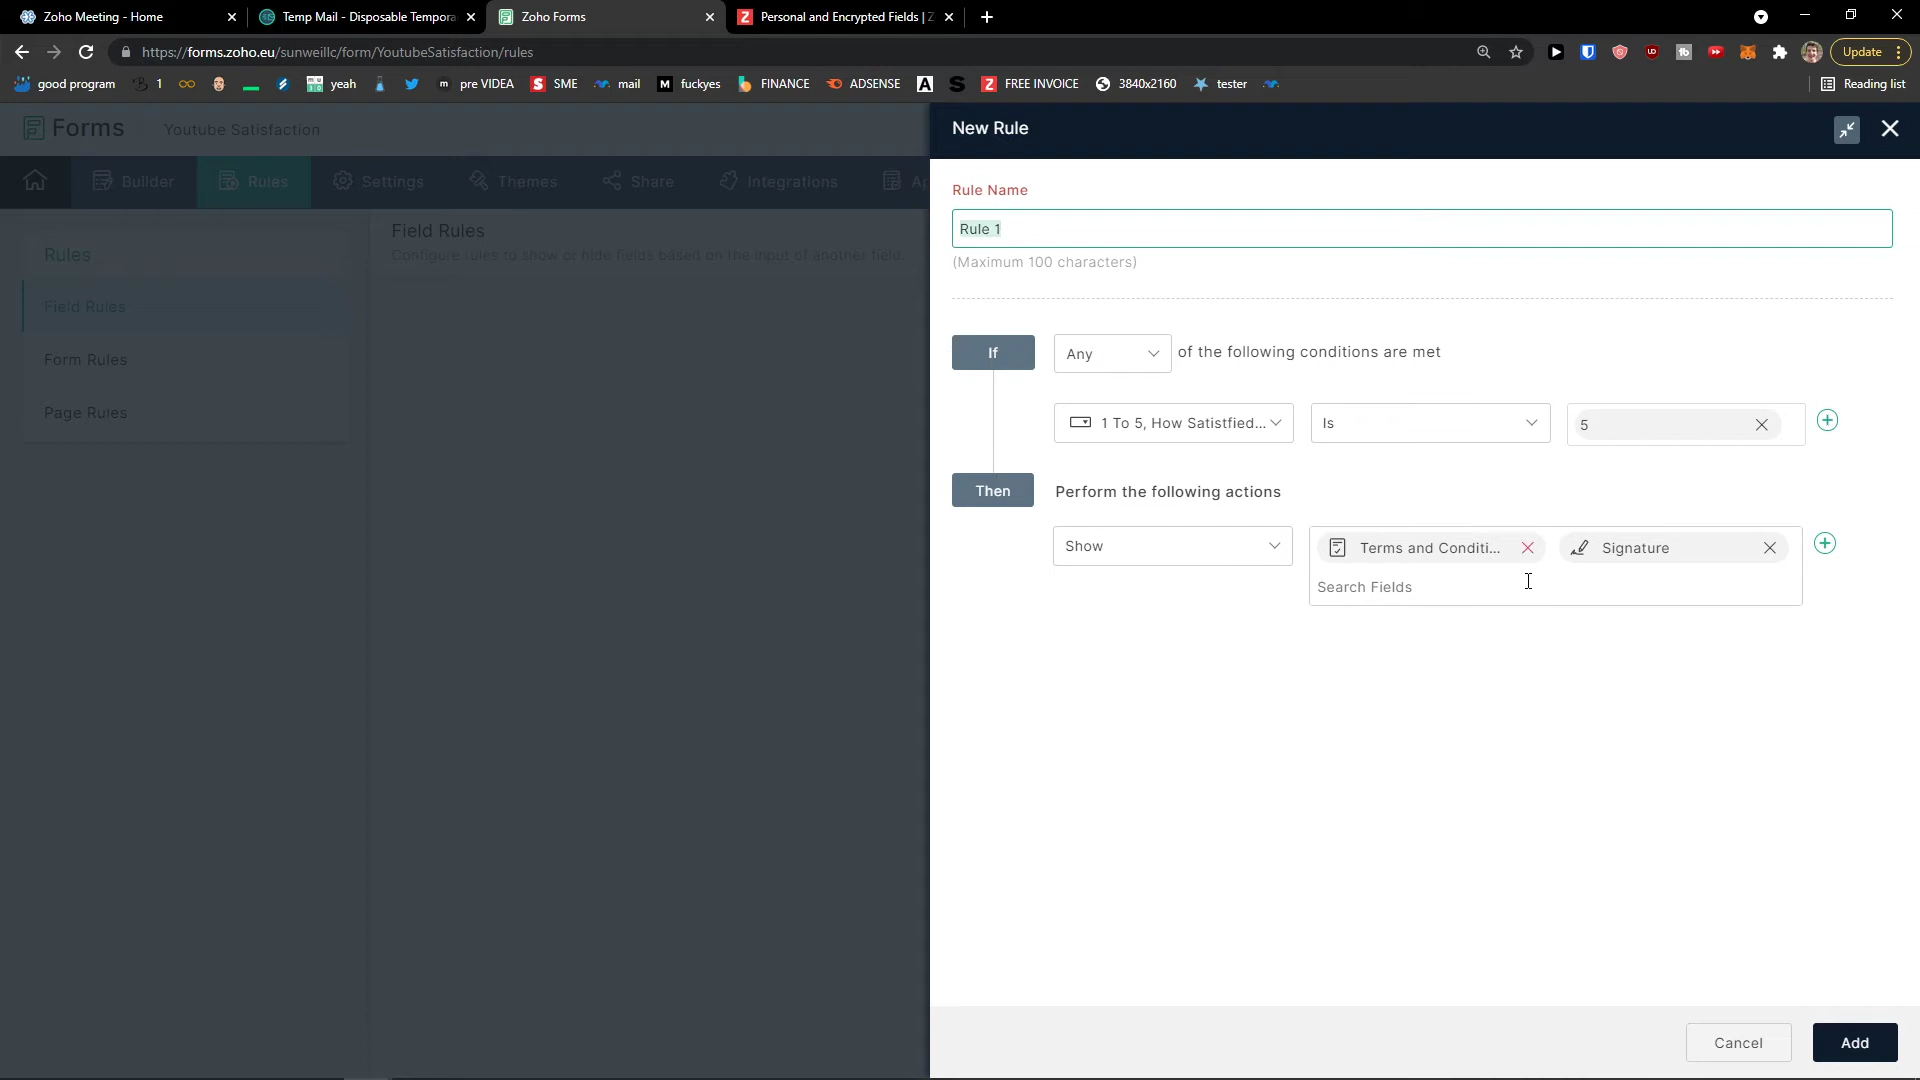 Zoho Meeting - Home
Temp Mail - Disposable Tempora
Zoho Forms
Personal and Encrypted Fields | Z
https://forms.zoho.eu/sunweillc/form/YoutubeSatisfaction/rules
Update
good program
1
yeah
pre VIDEA
SME
mail
fuckyes
FINANCE
ADSENSE
FREE INVOICE
3840x2160
tester
Reading list
Forms
Youtube Satisfaction
New Rule
Builder
Rules
Settings
Themes
Share
Integrations
Ap
Rule Name
Rule 1
(Maximum 100 characters)
Rules
Field Rules
Form Rules
Page Rules
Field Rules
Configure rules to show or hide fields based on the input of another field.
If
Any
of the following conditions are met
1 To 5, How Satistfied...
Is
5
Then
Perform the following actions
Show
Terms and Conditi...
Signature
Search Fields
Cancel
Add